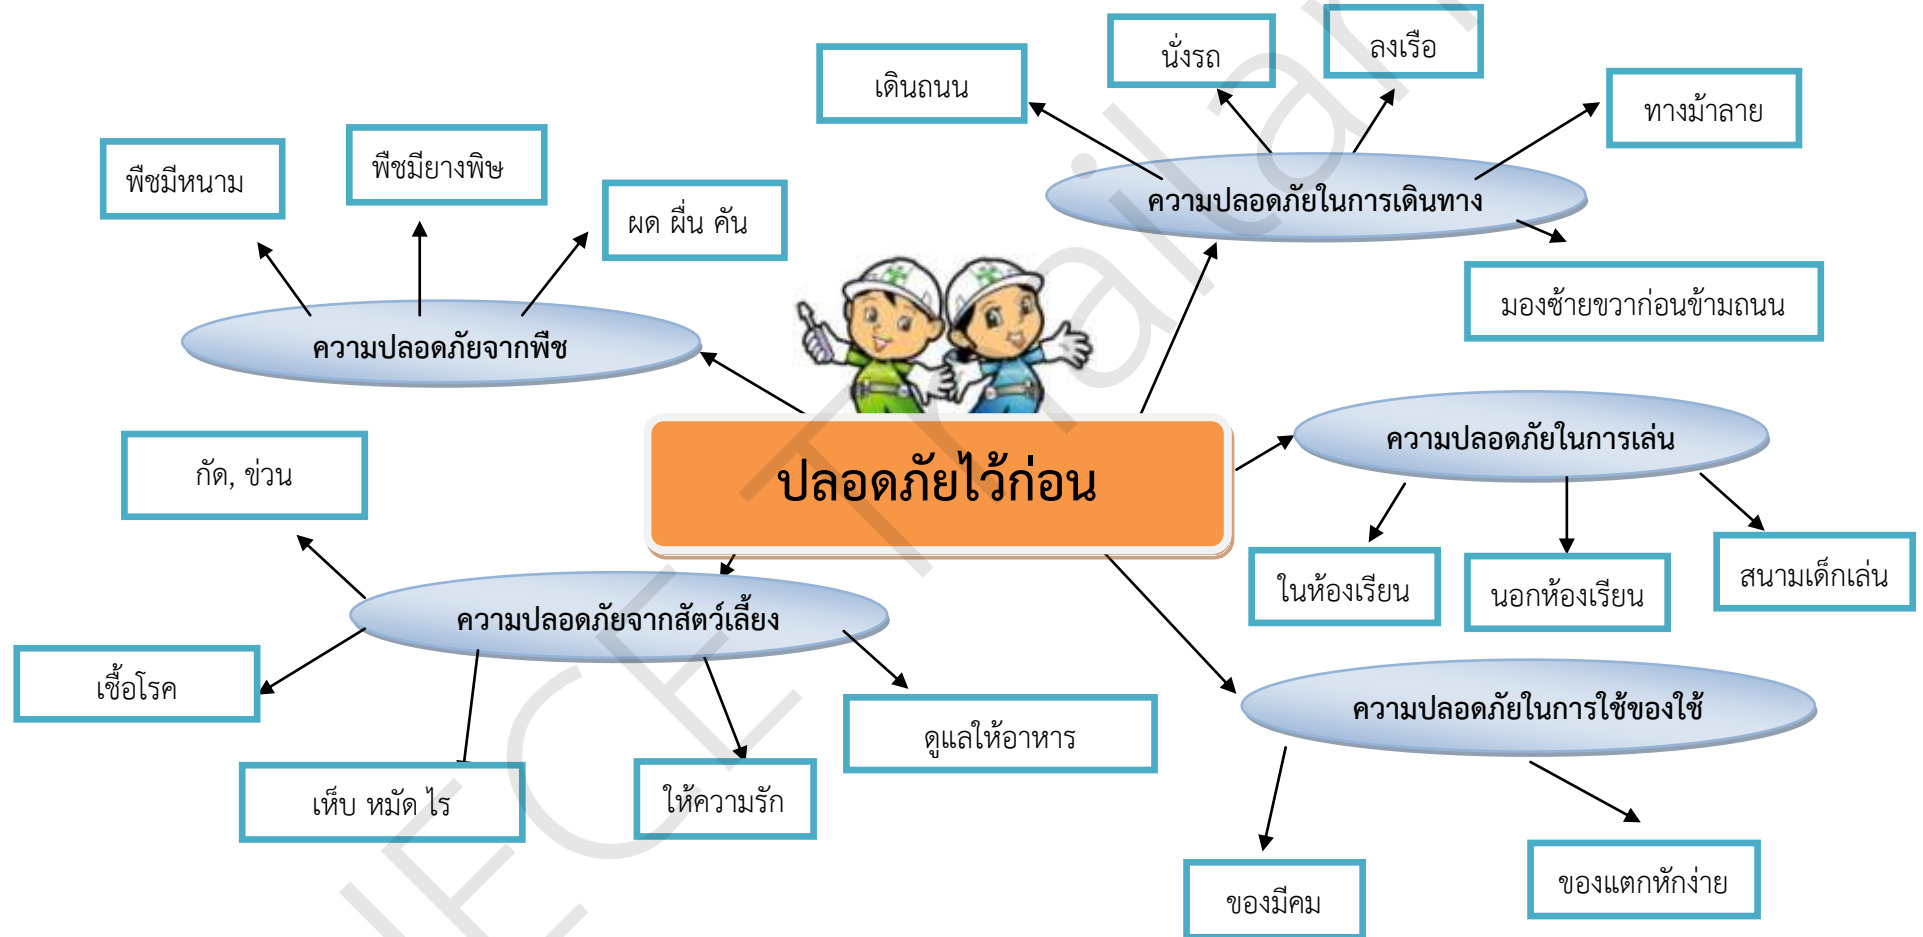 ปลอดภัยไว้ก่อน
ความปลอดภัยจากพืช
พืชมีหนาม
พืชมียางพิษ
ผด ผื่น คัน
ความปลอดภัยในการเดินทาง
เดินถนน
นั่งรถ
ลงเรือ
ทางม้าลาย
มองซ้ายขวาก่อนข้ามถนน
ความปลอดภัยในการเล่น
ในห้องเรียน
นอกห้องเรียน
สนามเด็กเล่น
ความปลอดภัยในการใช้ของใช้
ของมีคม
ของแตกหักง่าย
ความปลอดภัยจากสัตว์เลี้ยง
กัด, ข่วน
เชื้อโรค
เห็บ หมัด ไร
ให้ความรัก
ดูแลให้อาหาร